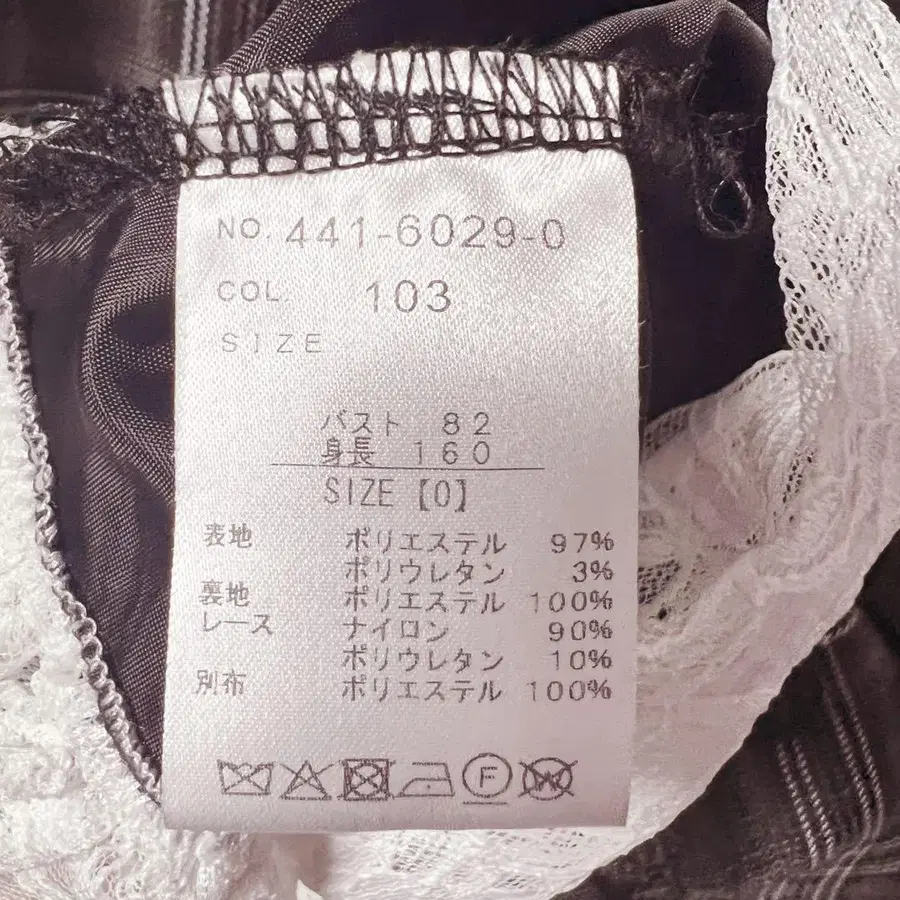 NO. 441-6029-0
COL. 103
SIZE
バスト 82
身長 160
SIZE【0】
表地 ポリエステル 97%
ポリウレタン 3%
裏地 ポリエステル 100%
レース ナイロン 90%
ポリウレタン 10%
別布 ポリエステル 100%
F W